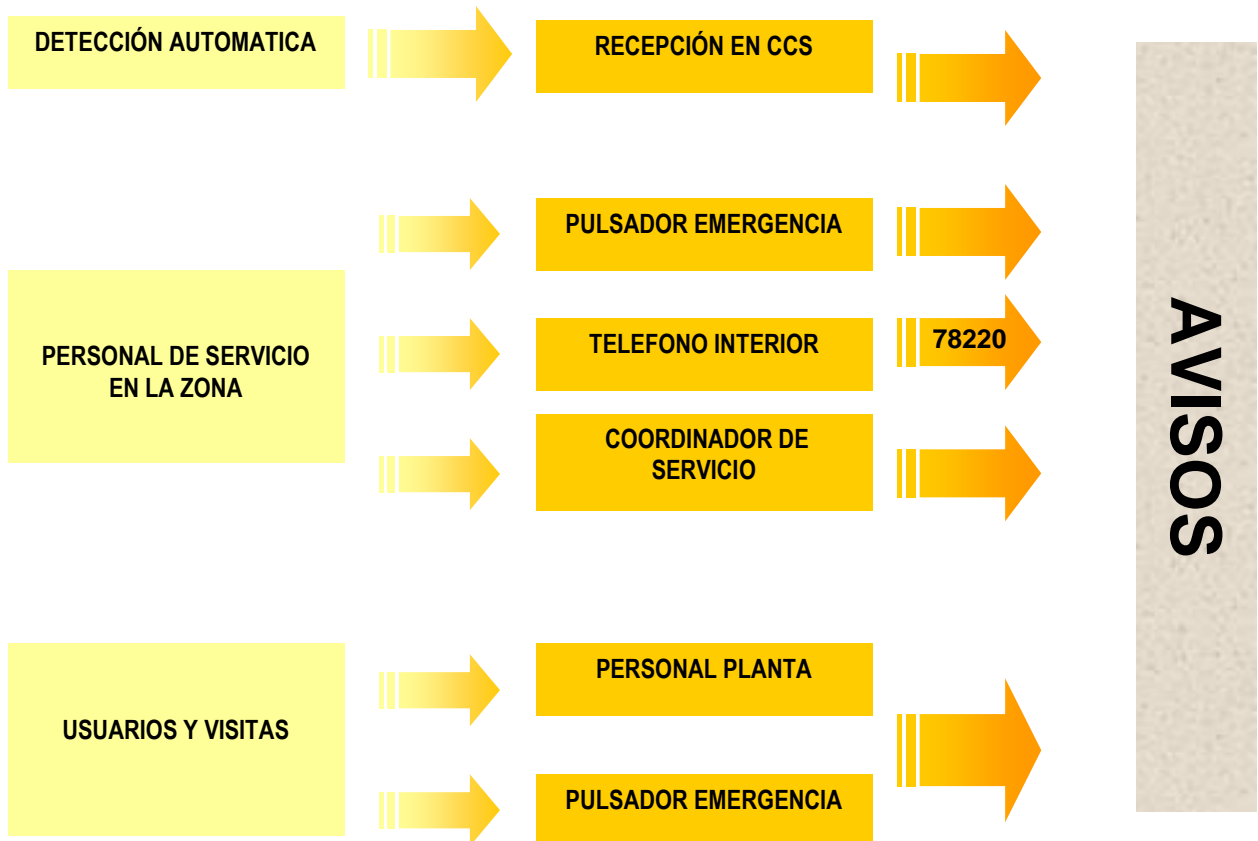 DETECCIÓN AUTOMATICA
RECEPCIÓN EN CCS
PULSADOR EMERGENCIA
PERSONAL DE SERVICIO
EN LA ZONA
TELEFONO INTERIOR
78220
COORDINADOR DE
SERVICIO
USUARIOS Y VISITAS
PERSONAL PLANTA
PULSADOR EMERGENCIA
AVISOS